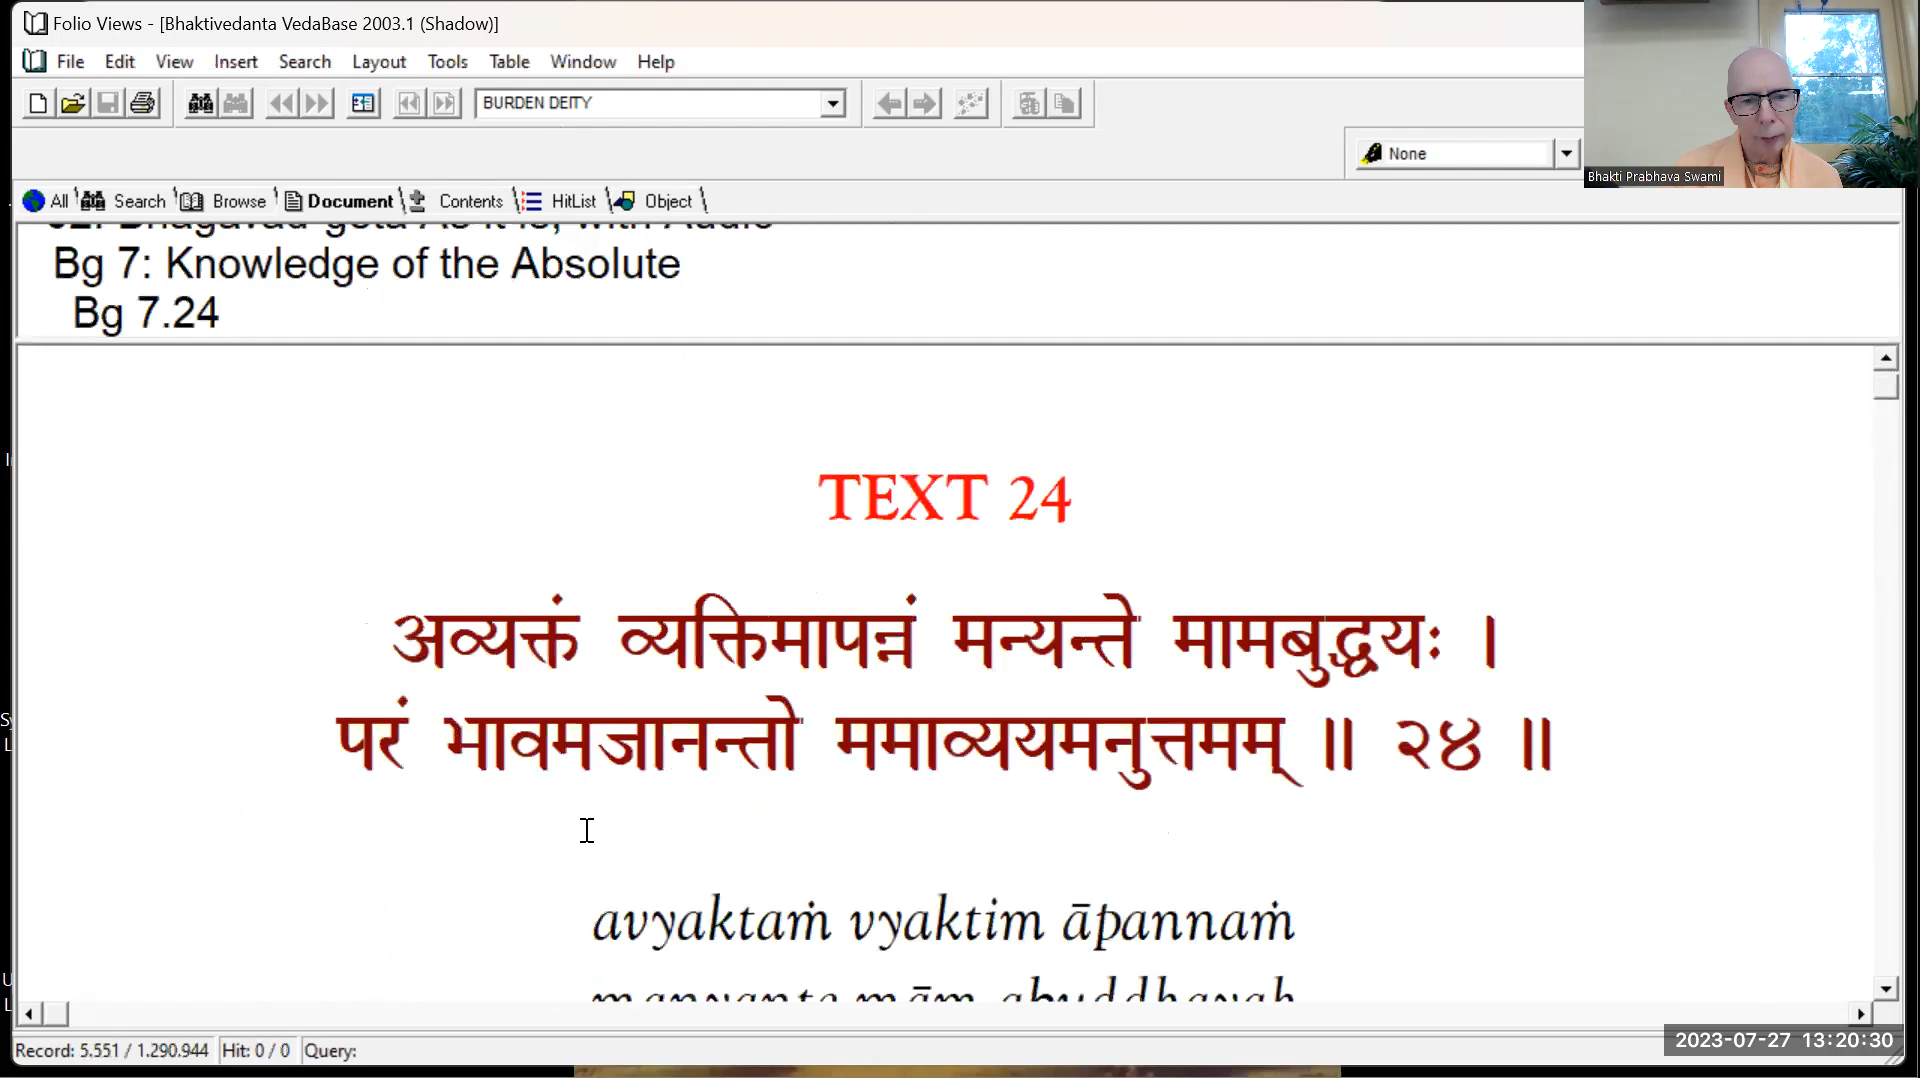 Folio Views - [Bhaktivedanta VedaBase 2003.1 (Shadow)]
File Edit View Insert Search Layout Tools Table Window Help
BURDEN DEITY
None
Bhakti Prabhava Swami
All Search Browse Document Contents HitList Object
Bg 7: Knowledge of the Absolute
Bg 7.24
TEXT 24
अव्यक्तं व्यक्तिमापन्नं मन्यन्ते मामबुद्धयः ।
परं भावमजानन्तो ममाव्ययमनुत्तमम् ॥ २४ ॥
avyaktaṁ vyaktim āpannaṁ
Record: 5.551 / 1.290.944 Hit: 0 / 0 Query:
2023-07-27 13:20:30